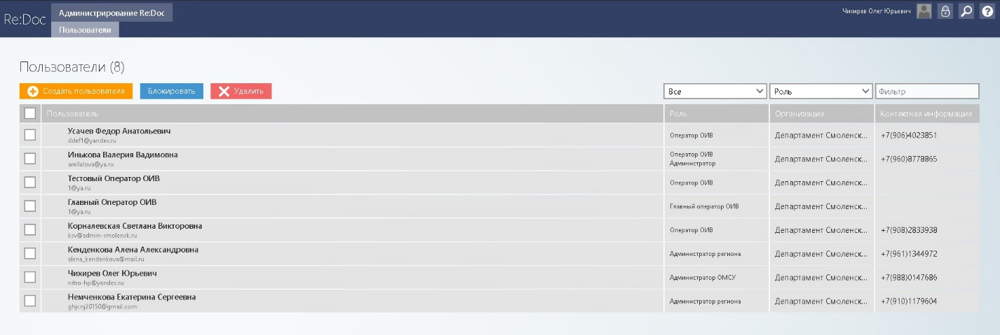 Re:Doc
Администрирование Re:Doc
Пользователи
Чихирев Олег Юрьевич
Пользователи (8)
Создать пользователя Блокировать Удалить Все Роль Фильтр
Пользователь Роль Организация Контактная информация
Усачев Федор Анатольевич
ddef1@yandex.ru
Оператор ОИВ Департамент Смоленск... +7(906)4023851
Инькова Валерия Вадимовна
arellalova@ya.ru
Оператор ОИВ
Администратор
Департамент Смоленск... +7(960)8778865
Тестовый Оператор ОИВ
1@ya.ru
Оператор ОИВ Департамент Смоленск...
Главный Оператор ОИВ
1@ya.ru
Главный оператор ОИВ Департамент Смоленск...
Корналевская Светлана Викторовна
ksv@admin-smolensk.ru
Оператор ОИВ Департамент Смоленск... +7(908)2833938
Кенденкова Алена Александровна
alena_kendenkova@mail.ru
Администратор региона Департамент Смоленск... +7(961)1344972
Чихирев Олег Юрьевич
nitro-hp@yandex.ru
Администратор ОМСУ Департамент Смоленск... +7(988)0147686
Немченкова Екатерина Сергеевна
ghjcnj20150@gmail.com
Администратор региона Департамент Смоленск... +7(910)1179604